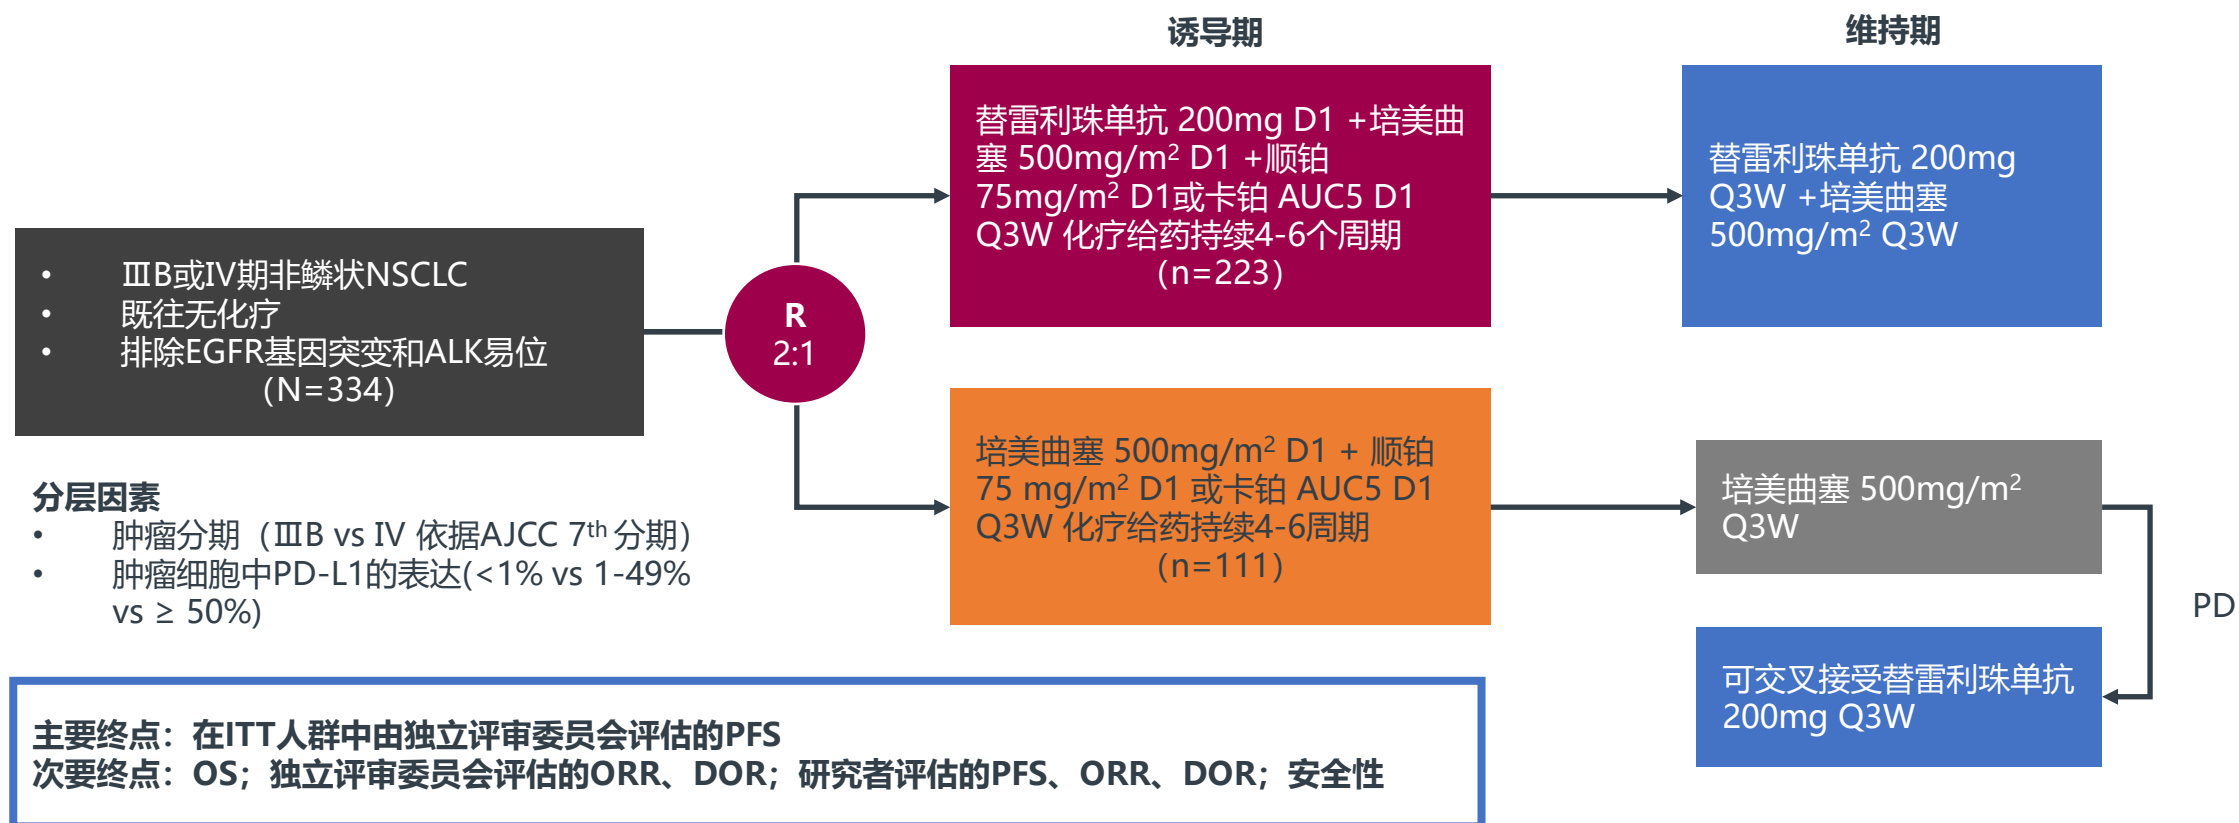 诱导期
维持期
替雷利珠单抗 200mg D1 +培美曲
塞 500mg/m² D1 +顺铂
75mg/m² D1或卡铂 AUC5 D1
Q3W 化疗给药持续4-6个周期
（n=223）
替雷利珠单抗 200mg
Q3W +培美曲塞
500mg/m² Q3W
• ⅢB或IV期非鳞状NSCLC
• 既往无化疗
• 排除EGFR基因突变和ALK易位
（N=334）
R
2:1
培美曲塞 500mg/m² D1 + 顺铂
75 mg/m² D1 或卡铂 AUC5 D1
Q3W 化疗给药持续4-6周期
（n=111）
培美曲塞 500mg/m²
Q3W
PD
可交叉接受替雷利珠单抗
200mg Q3W
分层因素
• 肿瘤分期（ⅢB vs IV 依据AJCC 7th 分期）
• 肿瘤细胞中PD-L1的表达(<1% vs 1-49%
vs ≥ 50%)
主要终点：在ITT人群中由独立评审委员会评估的PFS
次要终点：OS；独立评审委员会评估的ORR、DOR；研究者评估的PFS、ORR、DOR；安全性